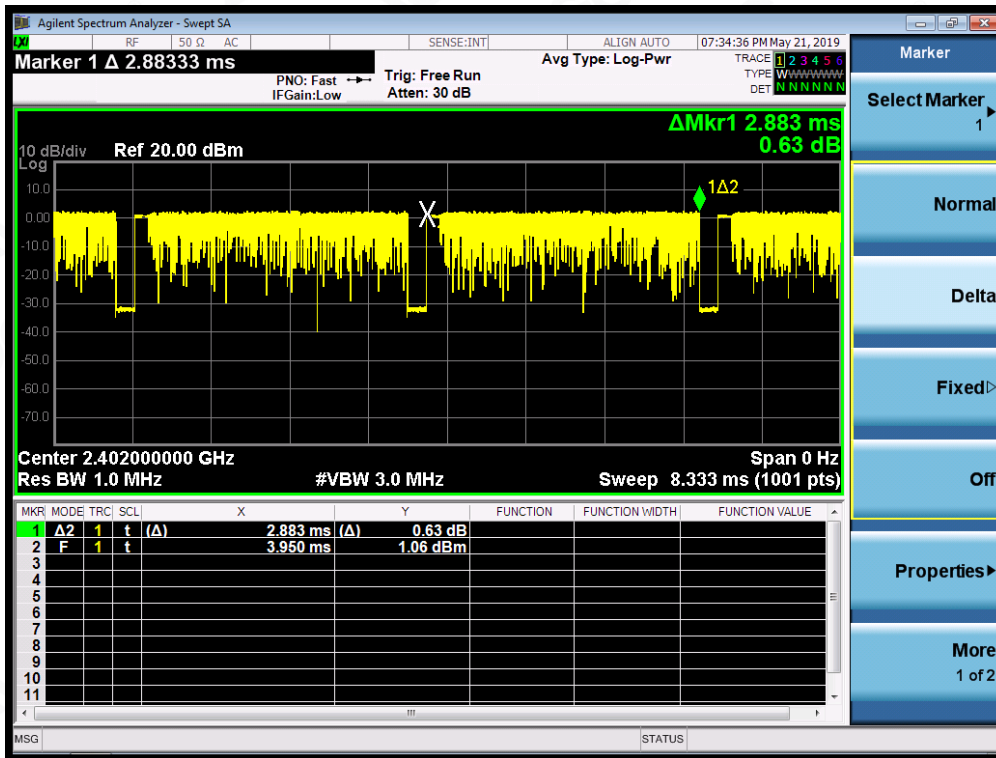 Agilent Spectrum Analyzer - Swept SA
LXI RF 50 Ω AC SENSE:INT ALIGN AUTO 07:34:36 PM May 21, 2019
Marker 1 Δ 2.88333 ms
PNO: Fast
IFGain:Low
Trig: Free Run
Atten: 30 dB
Avg Type: Log-Pwr
TRACE 1 2 3 4 5 6
TYPE WWWWWW
DET N N N N N N
ΔMkr1 2.883 ms
0.63 dB
10 dB/div Ref 20.00 dBm
Log
10.0
0.00
-10.0
-20.0
-30.0
-40.0
-50.0
-60.0
-70.0
X
2
1Δ2
Center 2.402000000 GHz Span 0 Hz
Res BW 1.0 MHz #VBW 3.0 MHz Sweep 8.333 ms (1001 pts)
MKR MODE TRC SCL X Y FUNCTION FUNCTION WIDTH FUNCTION VALUE
1 Δ2 1 t (Δ) 2.883 ms (Δ) 0.63 dB
2 F 1 t 3.950 ms 1.06 dBm
3
4
5
6
7
8
9
10
11
MSG STATUS
Marker
Select Marker
1
Normal
Delta
Fixed
Off
Properties
More
1 of 2